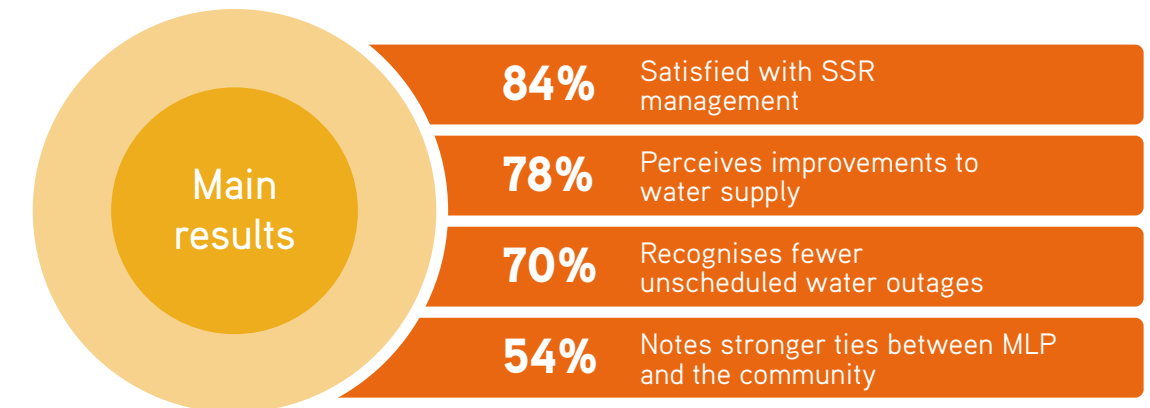 Main
results
84%
Satisfied with SSR
management
78%
Perceives improvements to
water supply
70%
Recognises fewer
unscheduled water outages
54%
Notes stronger ties between MLP
and the community